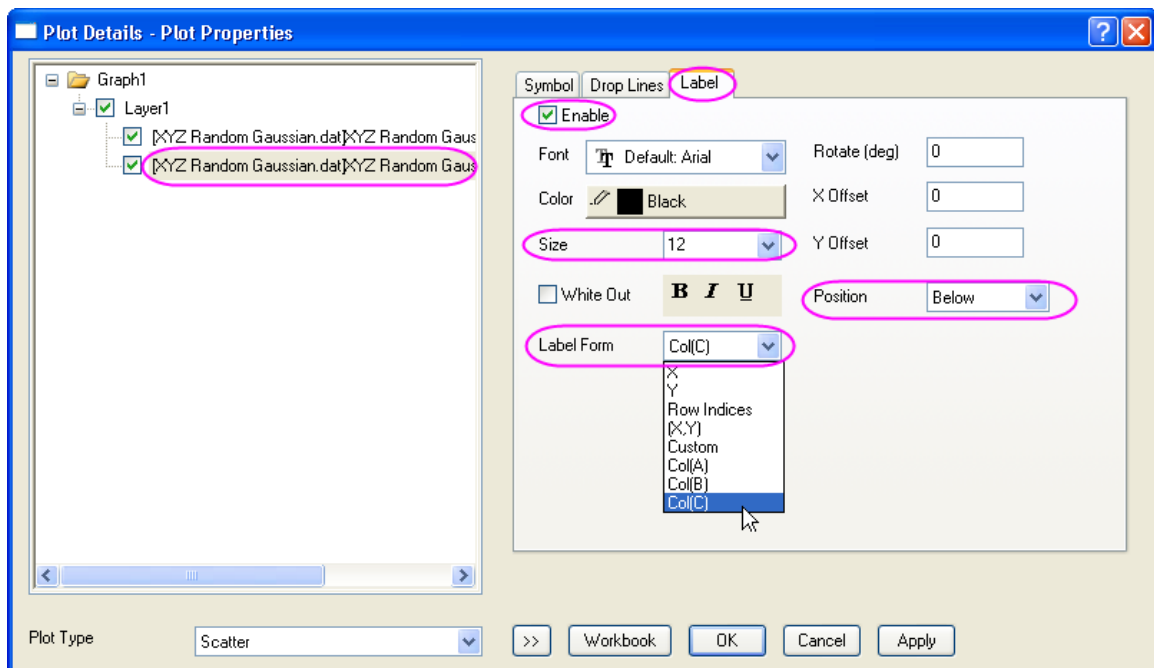 Plot Details - Plot Properties
Graph1
Layer1
[XYZ Random Gaussian.dat]XYZ Random Gaus
[XYZ Random Gaussian.dat]XYZ Random Gaus
Symbol Drop Lines Label
Enable
Font Default: Arial Rotate (deg) 0
Color Black X Offset 0
Size 12 Y Offset 0
White Out B I U Position Below
Label Form Col(C)
X
Y
Row Indices
(X,Y)
Custom
Col(A)
Col(B)
Col(C)
Plot Type Scatter >> Workbook OK Cancel Apply